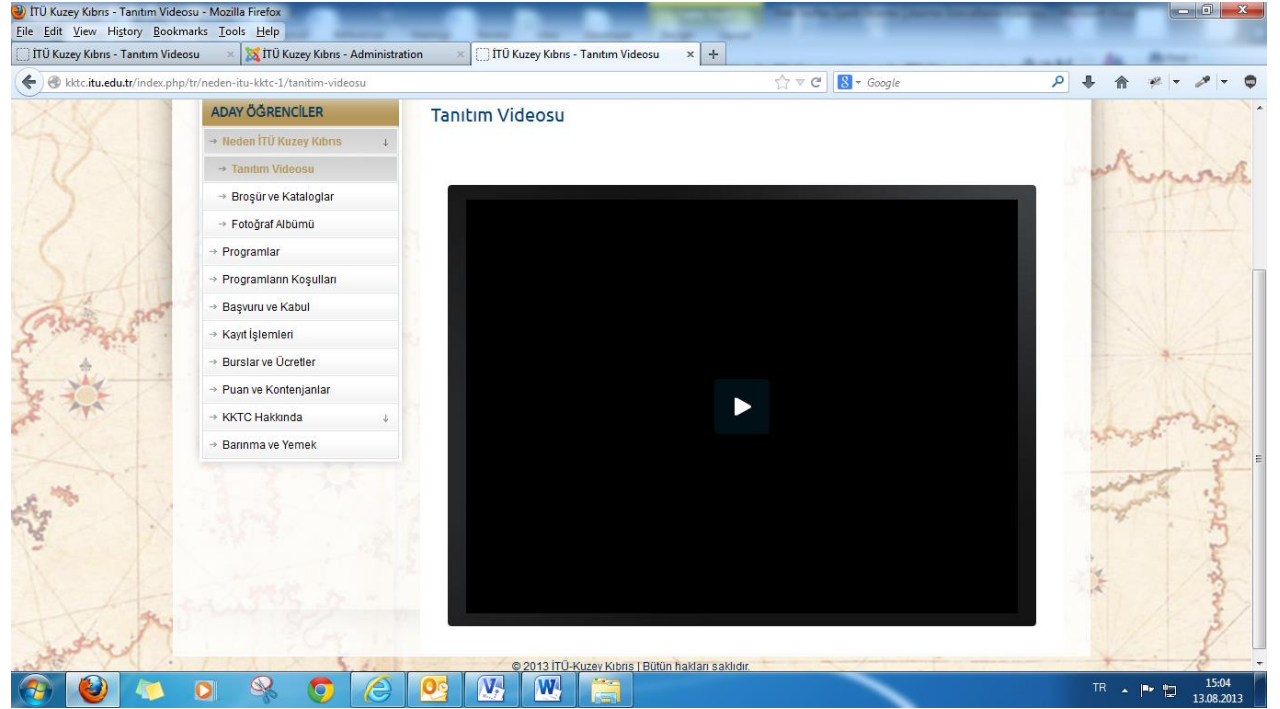 İTÜ Kuzey Kıbrıs - Tanıtım Videosu - Mozilla Firefox
File Edit View History Bookmarks Tools Help
İTÜ Kuzey Kıbrıs - Tanıtım Videosu
İTÜ Kuzey Kıbrıs - Administration
İTÜ Kuzey Kıbrıs - Tanıtım Videosu
kktc.itu.edu.tr/index.php/tr/neden-itu-kktc-1/tanitim-videosu
Google
ADAY ÖĞRENCİLER
Neden İTÜ Kuzey Kıbrıs
Tanıtım Videosu
Broşür ve Kataloglar
Fotoğraf Albümü
Programlar
Programların Koşulları
Başvuru ve Kabul
Kayıt İşlemleri
Burslar ve Ücretler
Puan ve Kontenjanlar
KKTC Hakkında
Barınma ve Yemek
Tanıtım Videosu
© 2013 İTÜ-Kuzey Kıbrıs | Bütün hakları saklıdır.
TR
15:04
13.08.2013